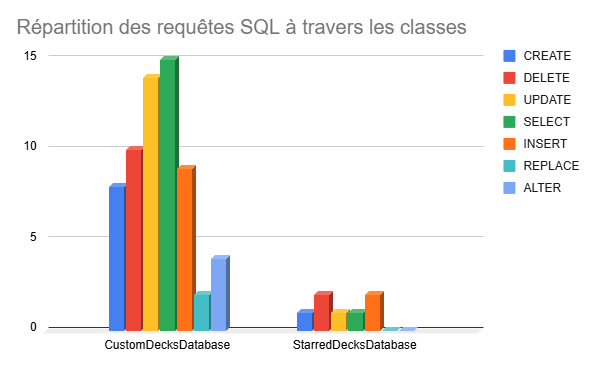 Répartition des requêtes SQL à travers les classes
15
10
5
0
CustomDecksDatabase
StarredDecksDatabase
CREATE
DELETE
UPDATE
SELECT
INSERT
REPLACE
ALTER